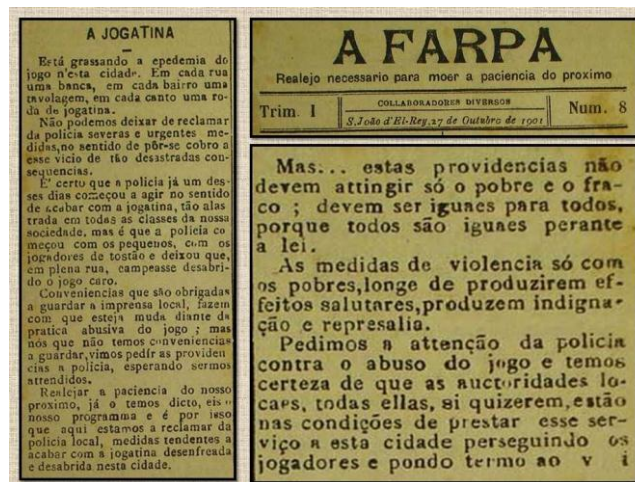 A JOGATINA
Está grassando a epedemia do
jogo n'esta cidade. Em cada rua
uma banca, em cada bairro uma
tavolagem, em cada canto uma ro-
da de jogatina.
Não podemos deixar de reclamar
da policia severas e urgentes me-
didas,no sentido de pôr-se cobro a
esse vicio de tão desastradas con-
sequencias.
E' certo que a policia já um des-
ses dias começou a agir no sentido
de acabar com a jogatina, tão alas
trada em todas as classes da nossa
sociedade, mas é que a policia co
meçou com os pequenos, com os
jogadores de tostão e deixou que,
em plena rua, campeasse desabri-
do o jogo caro.
Conveniencias que são obrigadas
a guardar a imprensa local, fazem
com que esteja muda diante da
pratica abusiva do jogo ; mas
nós que não temos conveniencias
a guardar,vimos pedir as providen
cias a policia, esperando sermos
attendidos.
Realejar a paciencia do nosso
proximo, já o temos dicto, eis o
nosso programma e é por isso
que aqui estamos a reclamar da
policia local, medidas tendentes a
acabar com a jogatina desenfreada
e desabrida nesta cidade.
A FARPA
Realejo necessario para moer a paciencia do proximo
Trim. I
COLLABORADORES DIVERSOS
S.João d'El-Rey,27 de Outubro de 1901
Num. 8
Mas... estas providencias não
devem attingir só o pobre e o fra-
co ; devem ser iguaes para todos,
porque todos são iguaes perante
a lei.
As medidas de violencia só com
os pobres,longe de produzirem ef-
feitos salutares,produzem indigna-
ção e represalia.
Pedimos a attenção da policia
contra o abuso do jogo e temos
certeza de que as auctoridades lo-
caes, todas ellas, si quizerem,estão
nas condições de prestar esse ser-
viço a esta cidade perseguindo os
jogadores e pondo termo ao v i